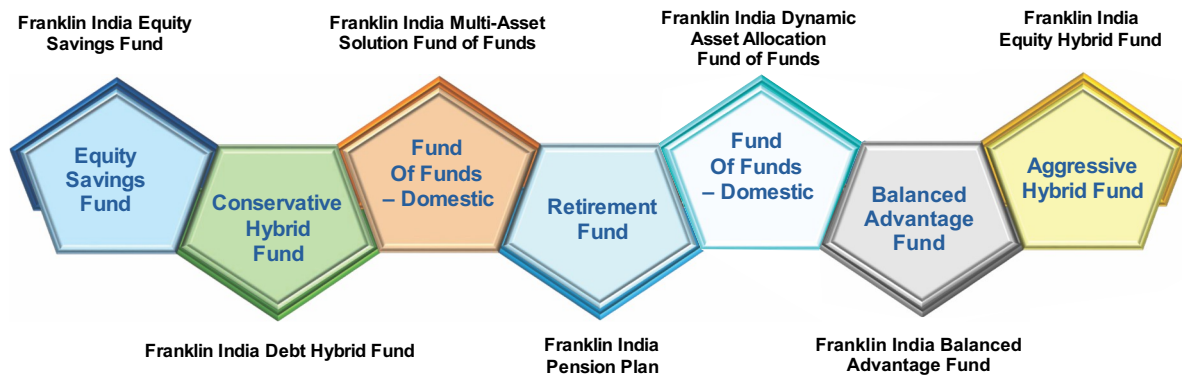 Franklin India Equity
Savings Fund
Franklin India Multi-Asset
Solution Fund of Funds
Franklin India Dynamic
Asset Allocation
Fund of Funds
Franklin India
Equity Hybrid Fund
Equity
Savings
Fund
Conservative
Hybrid
Fund
Fund
Of Funds
– Domestic
Retirement
Fund
Fund
Of Funds
– Domestic
Balanced
Advantage
Fund
Aggressive
Hybrid Fund
Franklin India Debt Hybrid Fund
Franklin India
Pension Plan
Franklin India Balanced
Advantage Fund